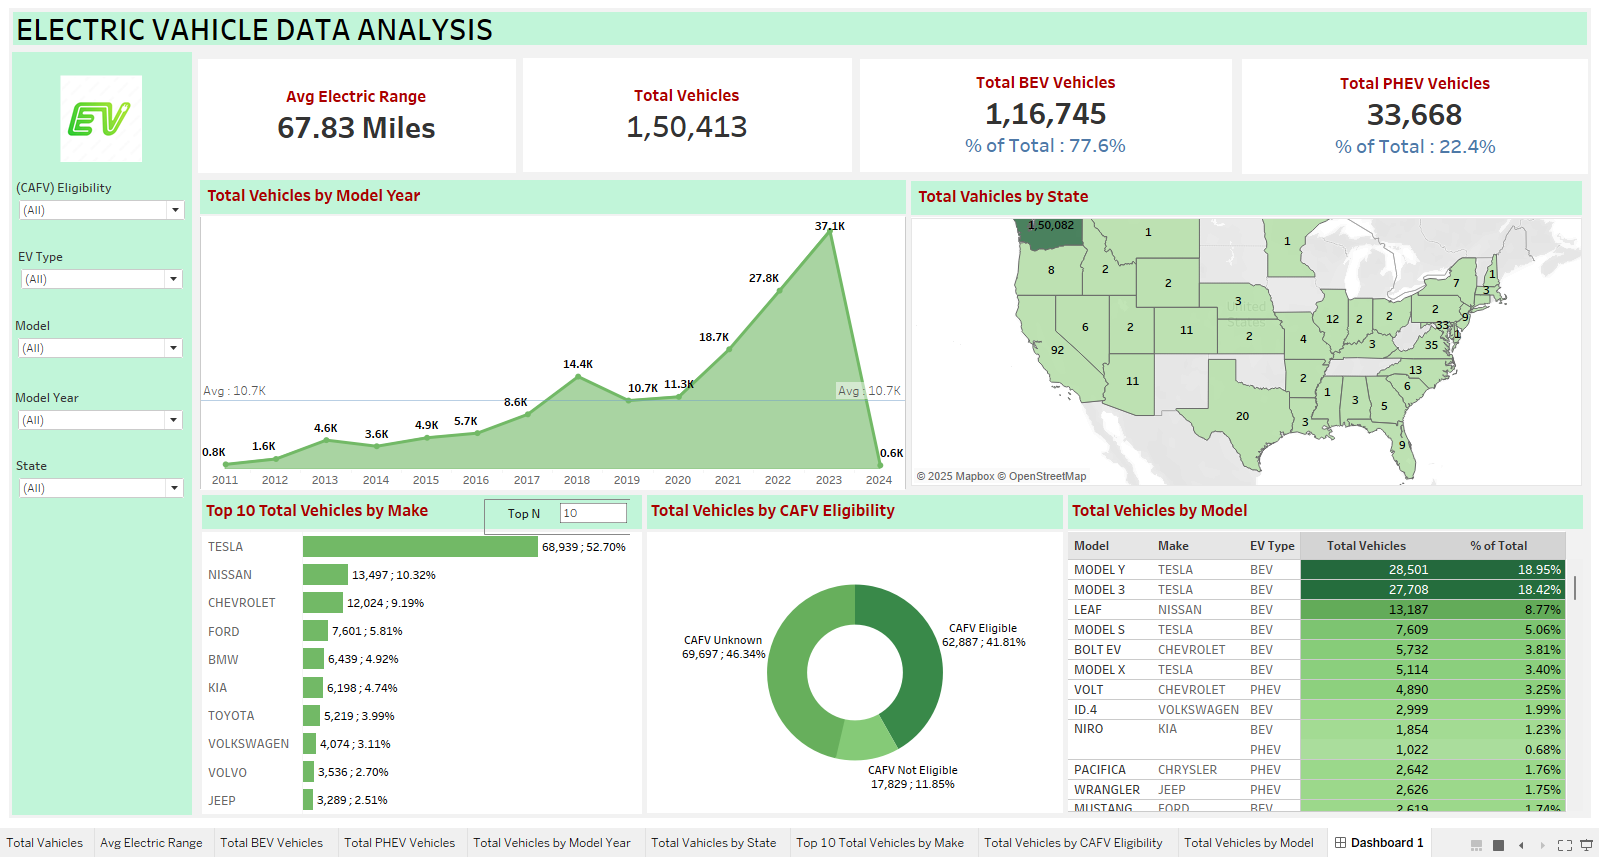 ELECTRIC VAHICLE DATA ANALYSIS
EV
(CAFV) Eligibility
(All)
EV Type
(All)
Model
(All)
Model Year
(All)
State
(All)
Avg Electric Range
67.83 Miles
Total Vehicles
1,50,413
Total BEV Vehicles
1,16,745
% of Total : 77.6%
Total PHEV Vehicles
33,668
% of Total : 22.4%
Total Vehicles by Model Year
37.1K
27.8K
18.7K
14.4K
10.7K
11.3K
Avg : 10.7K
Avg : 10.7K
8.6K
5.7K
4.9K
4.6K
3.6K
1.6K
0.8K
0.6K
2011 2012 2013 2014 2015 2016 2017 2018 2019 2020 2021 2022 2023 2024
Total Vahicles by State
1,50,082
1
1
8
2
2
7
1
3
3
United
States
6
2
11
2
4
12
2
2
2
9
33
1
92
3
35
11
2
13
6
20
3
1
3
5
9
© 2025 Mapbox © OpenStreetMap
Top 10 Total Vehicles by Make
Top N
10
TESLA 68,939 ; 52.70%
NISSAN 13,497 ; 10.32%
CHEVROLET 12,024 ; 9.19%
FORD 7,601 ; 5.81%
BMW 6,439 ; 4.92%
KIA 6,198 ; 4.74%
TOYOTA 5,219 ; 3.99%
VOLKSWAGEN 4,074 ; 3.11%
VOLVO 3,536 ; 2.70%
JEEP 3,289 ; 2.51%
Total Vehicles by CAFV Eligibility
CAFV Unknown
69,697 ; 46.34%
CAFV Eligible
62,887 ; 41.81%
CAFV Not Eligible
17,829 ; 11.85%
Total Vehicles by Model
Model Make EV Type Total Vehicles % of Total
MODEL Y TESLA BEV 28,501 18.95%
MODEL 3 TESLA BEV 27,708 18.42%
LEAF NISSAN BEV 13,187 8.77%
MODEL S TESLA BEV 7,609 5.06%
BOLT EV CHEVROLET BEV 5,732 3.81%
MODEL X TESLA BEV 5,114 3.40%
VOLT CHEVROLET PHEV 4,890 3.25%
ID.4 VOLKSWAGEN BEV 2,999 1.99%
NIRO KIA BEV 1,854 1.23%
PHEV 1,022 0.68%
PACIFICA CHRYSLER PHEV 2,642 1.76%
WRANGLER JEEP PHEV 2,626 1.75%
MUSTANG FORD BEV 2,619 1.74%
Total Vahicles Avg Electric Range Total BEV Vehicles Total PHEV Vehicles Total Vehicles by Model Year Total Vehicles by State Top 10 Total Vehicles by Make Total Vehicles by CAFV Eligibility Total Vehicles by Model Dashboard 1